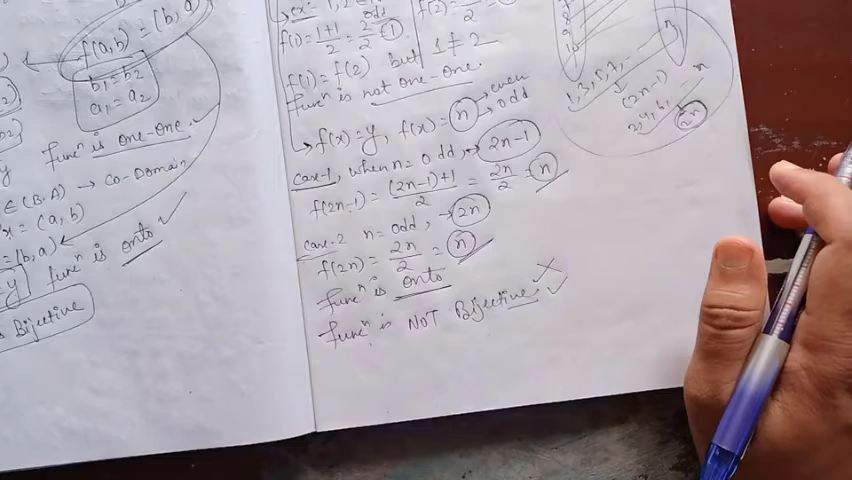 f(a,b) = (b, a)
b₁ = b₂
a₁ = a₂
funcⁿ is one-one
∈ (B.A) → Co-Domain
x = (a,b)
= (b,a)
funcⁿ is onto ✓
is Bijective
f(1) = 1+1/2 = 2/2 = 1
f(1) = f(2) but 1 ≠ 2
funcⁿ is not one-one.
→ f(x) = y, f(x) = n → even
→ odd
case-1, when n = odd, → 2n-1
f(2n-1) = (2n-1)+1/2 = 2n/2 = n
case-2 n = odd, → 2n
f(2n) = 2n/2 = n
funcⁿ is onto
funcⁿ is NOT Bijective ✓
1, 3, 5, 7, - - n
(2n-1)
2n